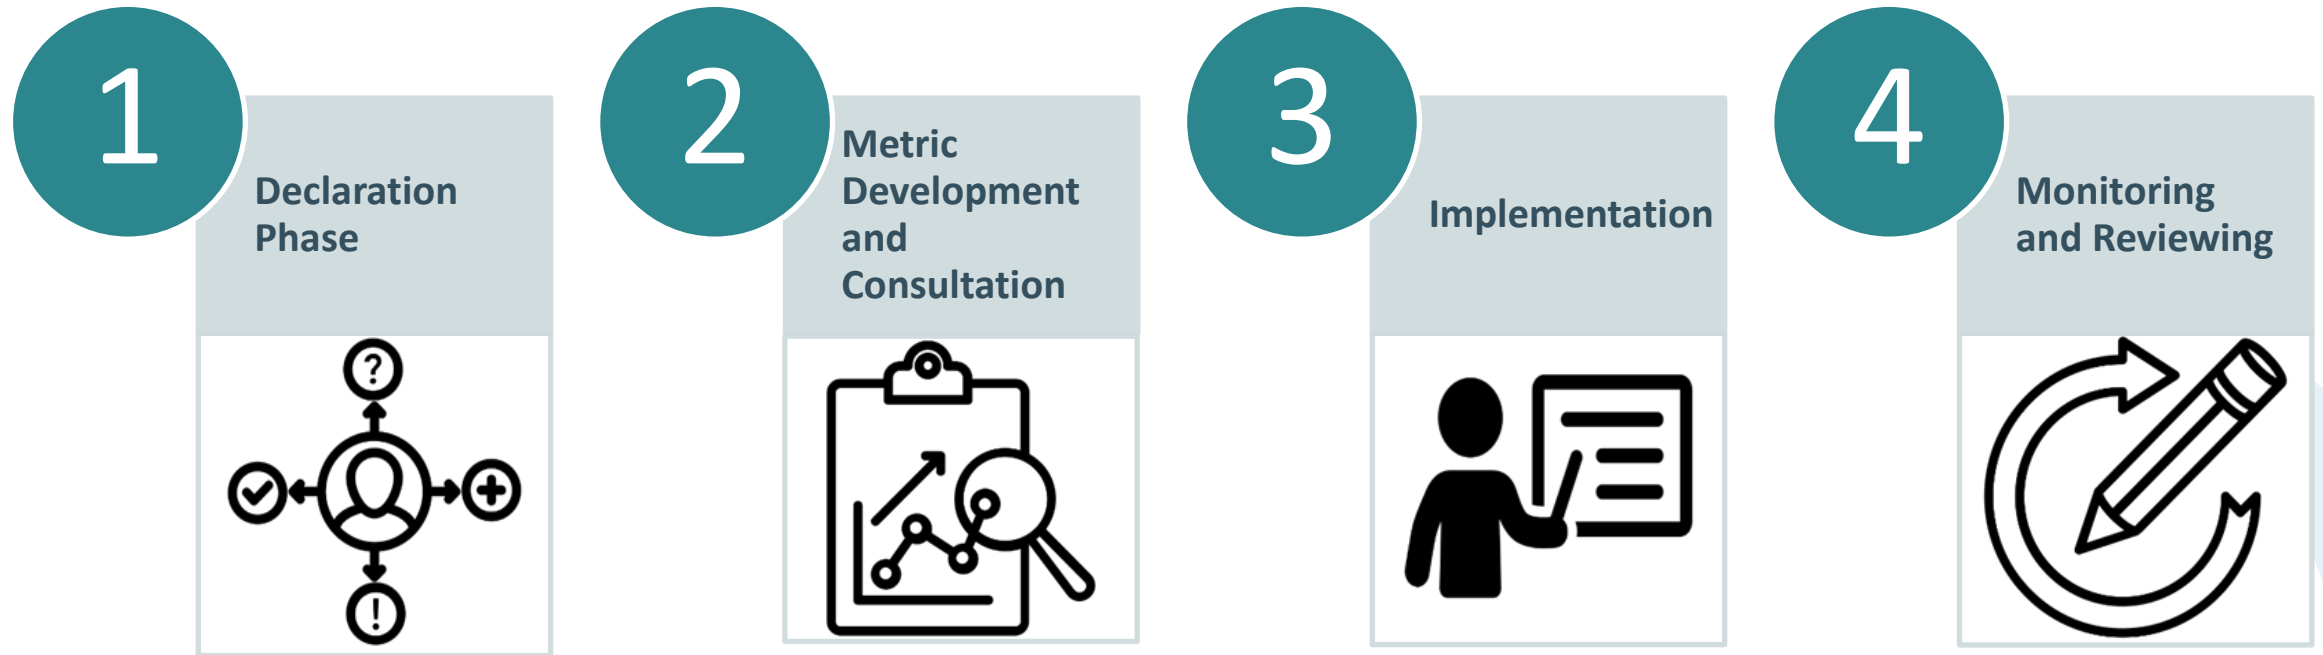 1
Declaration
Phase
?
!
2
Metric
Development
and
Consultation
3
Implementation
4
Monitoring
and Reviewing